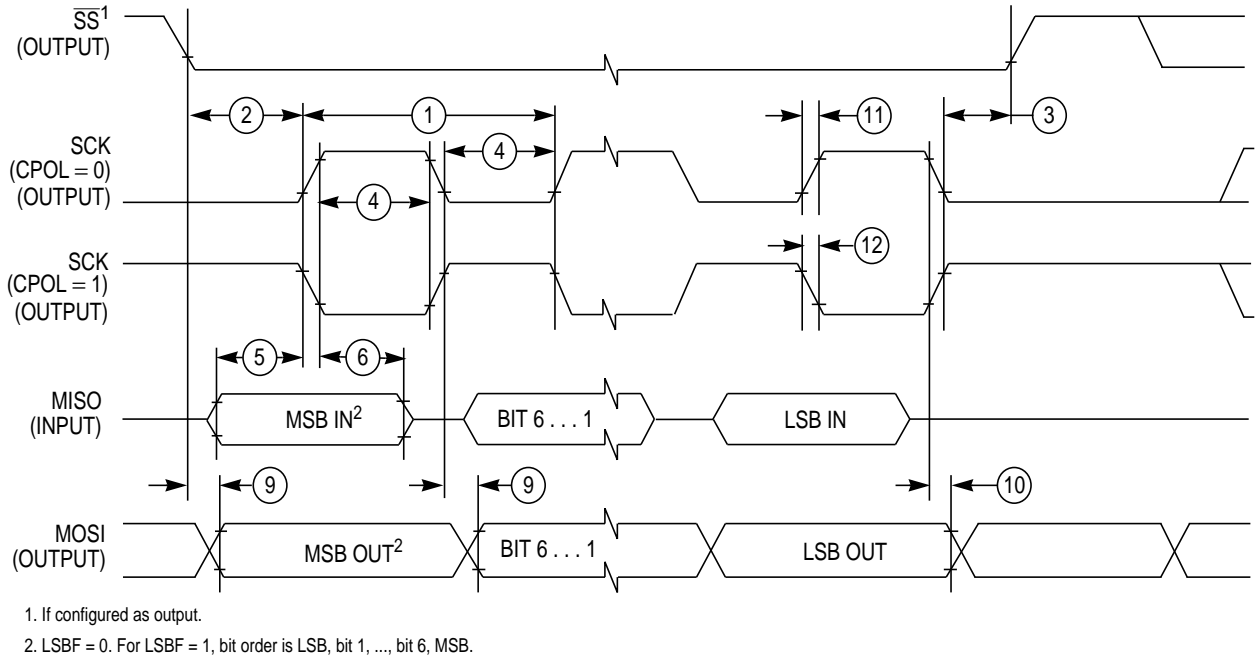 SS¹
(OUTPUT)
2
1
11
3
SCK
(CPOL = 0)
(OUTPUT)
4
4
12
SCK
(CPOL = 1)
(OUTPUT)
5
6
MISO
(INPUT)
MSB IN²
BIT 6 . . . 1
LSB IN
9
9
10
MOSI
(OUTPUT)
MSB OUT²
BIT 6 . . . 1
LSB OUT
1. If configured as output.
2. LSBF = 0. For LSBF = 1, bit order is LSB, bit 1, ..., bit 6, MSB.